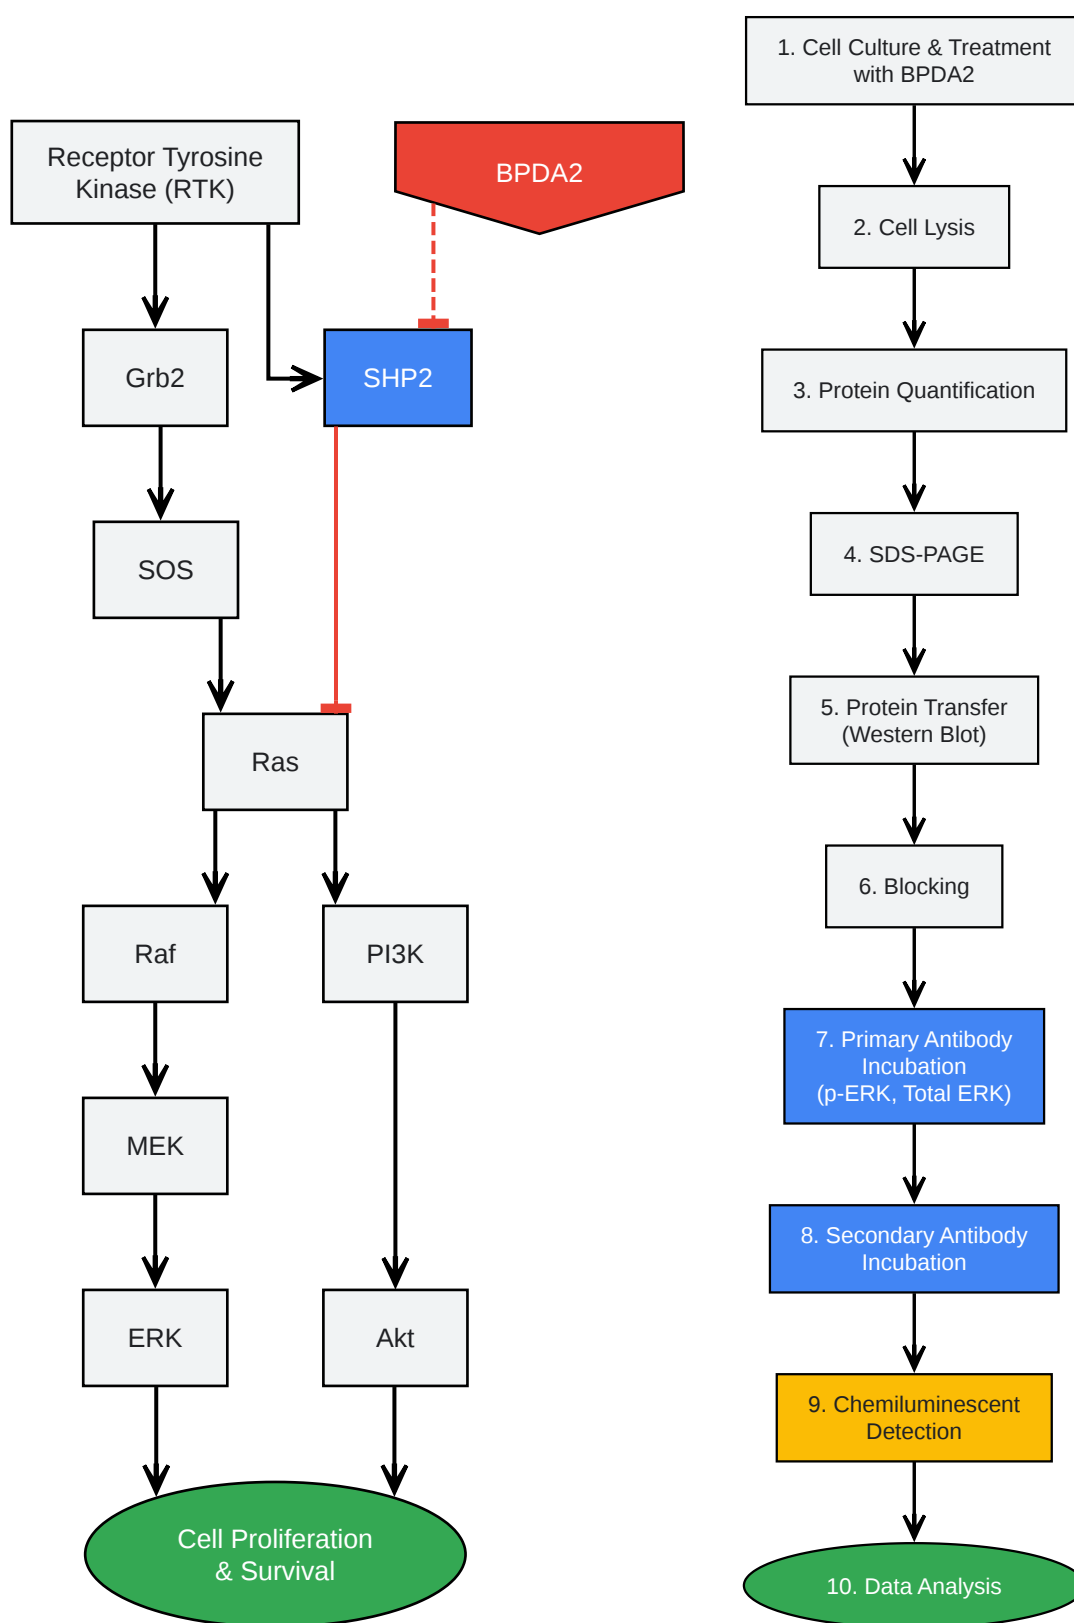 Receptor Tyrosine
Kinase (RTK)
BPDA2
Grb2
SHP2
SOS
Ras
Raf
PI3K
MEK
ERK
Akt
Cell Proliferation
& Survival
1. Cell Culture & Treatment
with BPDA2
2. Cell Lysis
3. Protein Quantification
4. SDS-PAGE
5. Protein Transfer
(Western Blot)
6. Blocking
7. Primary Antibody
Incubation
(p-ERK, Total ERK)
8. Secondary Antibody
Incubation
9. Chemiluminescent
Detection
10. Data Analysis